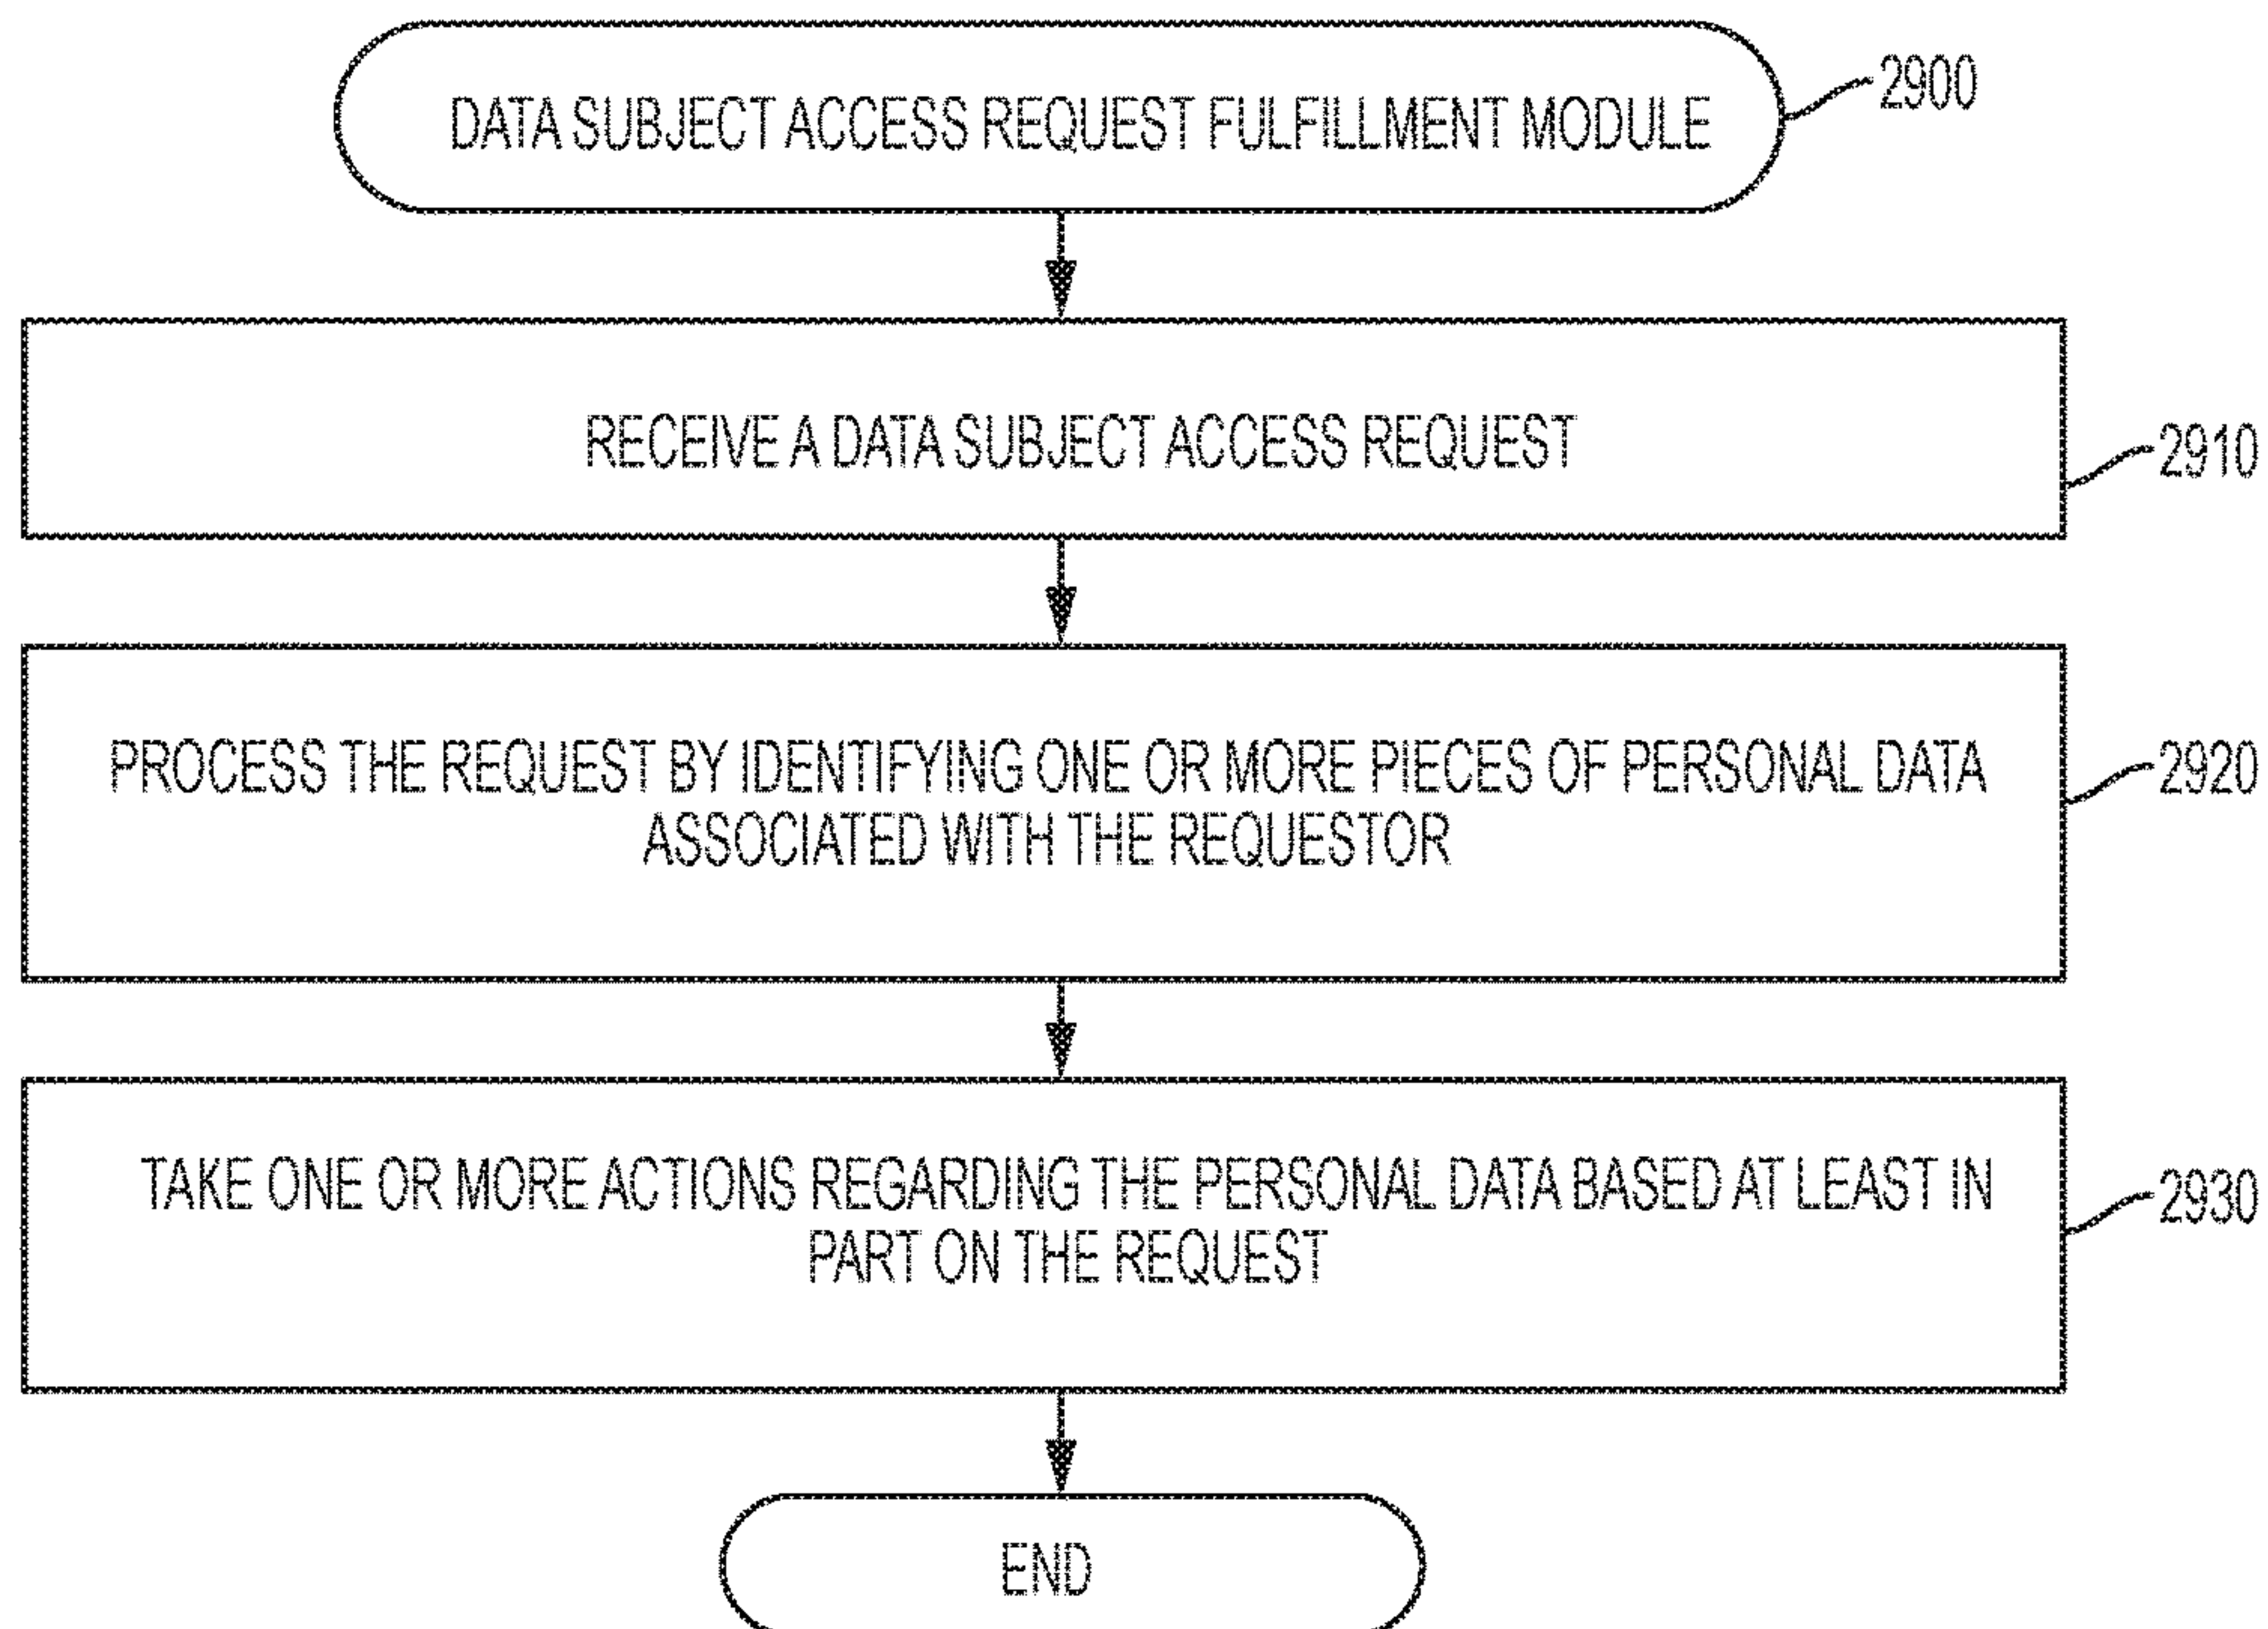 DATA SUBJECT ACCESS REQUEST FULFILLMENT MODULE
2900
RECEIVE A DATA SUBJECT ACCESS REQUEST
2910
PROCESS THE REQUEST BY IDENTIFYING ONE OR MORE PIECES OF PERSONAL DATA
ASSOCIATED WITH THE REQUESTOR
2920
TAKE ONE OR MORE ACTIONS REGARDING THE PERSONAL DATA BASED AT LEAST IN
PART ON THE REQUEST
2930
END